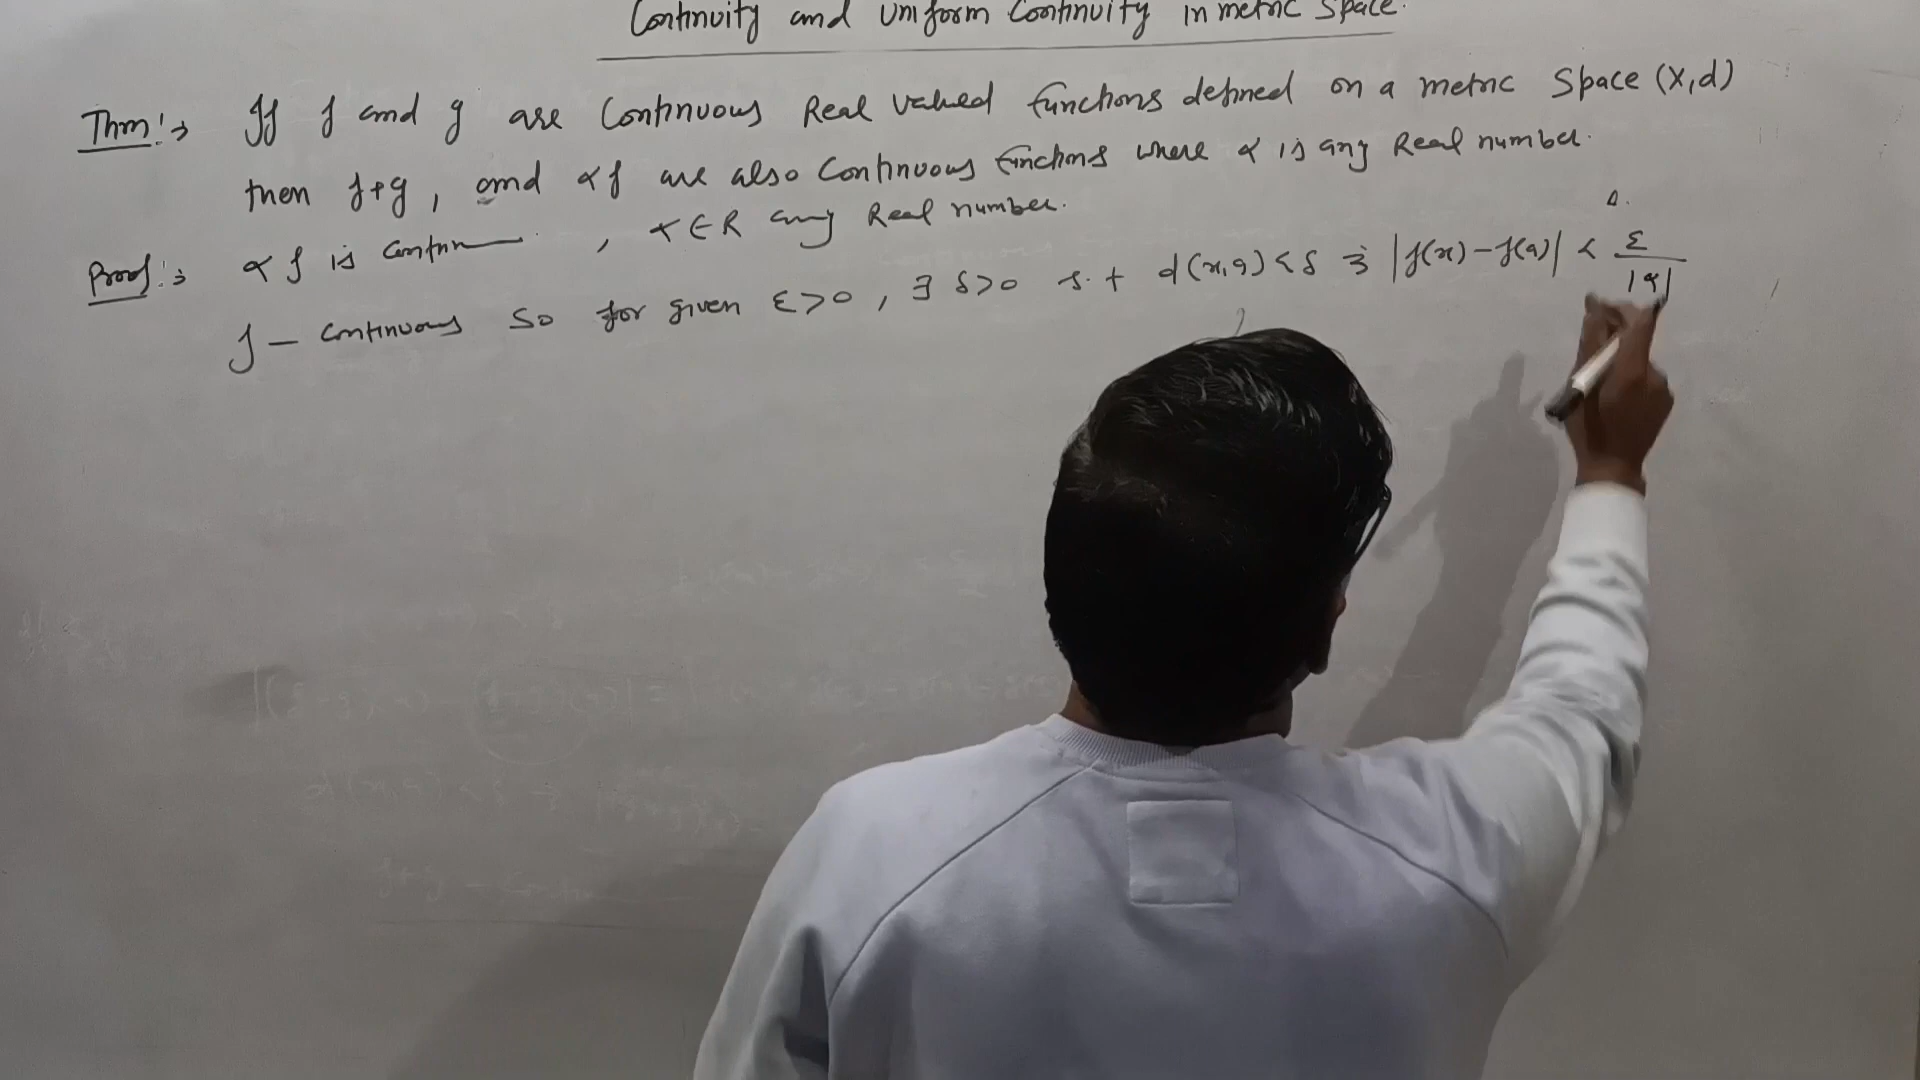 Continuity and Uniform Continuity in metric Space.
Thm:→ If f and g are Continuous Real valued functions defined on a metric Space (X,d)
then f+g, and αf are also Continuous functions where α is any Real number.
Proof:→ αf is contin , α∈R any Real number.
f – continuous So for given ε>0, ∃ δ>0 s.t d(x,a)<δ ⇒ |f(x)-f(a)| < ε/|α|